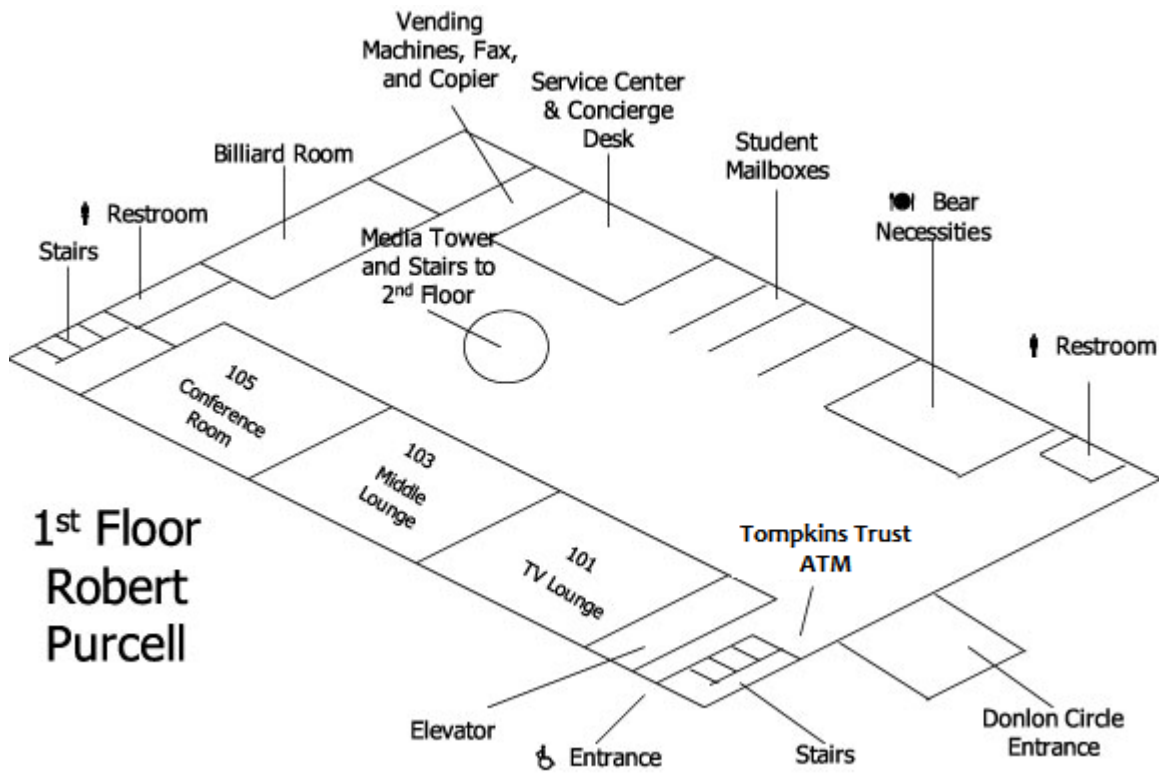 Vending
Machines, Fax,
and Copier
Service Center
& Concierge
Desk
Student
Mailboxes
Billiard Room
Bear
Necessities
Restroom
Stairs
Media Tower
and Stairs to
2nd Floor
Restroom
105
Conference
Room
103
Middle
Lounge
101
TV Lounge
1st Floor
Robert
Purcell
Tompkins Trust
ATM
Elevator
Entrance
Stairs
Donlon Circle
Entrance